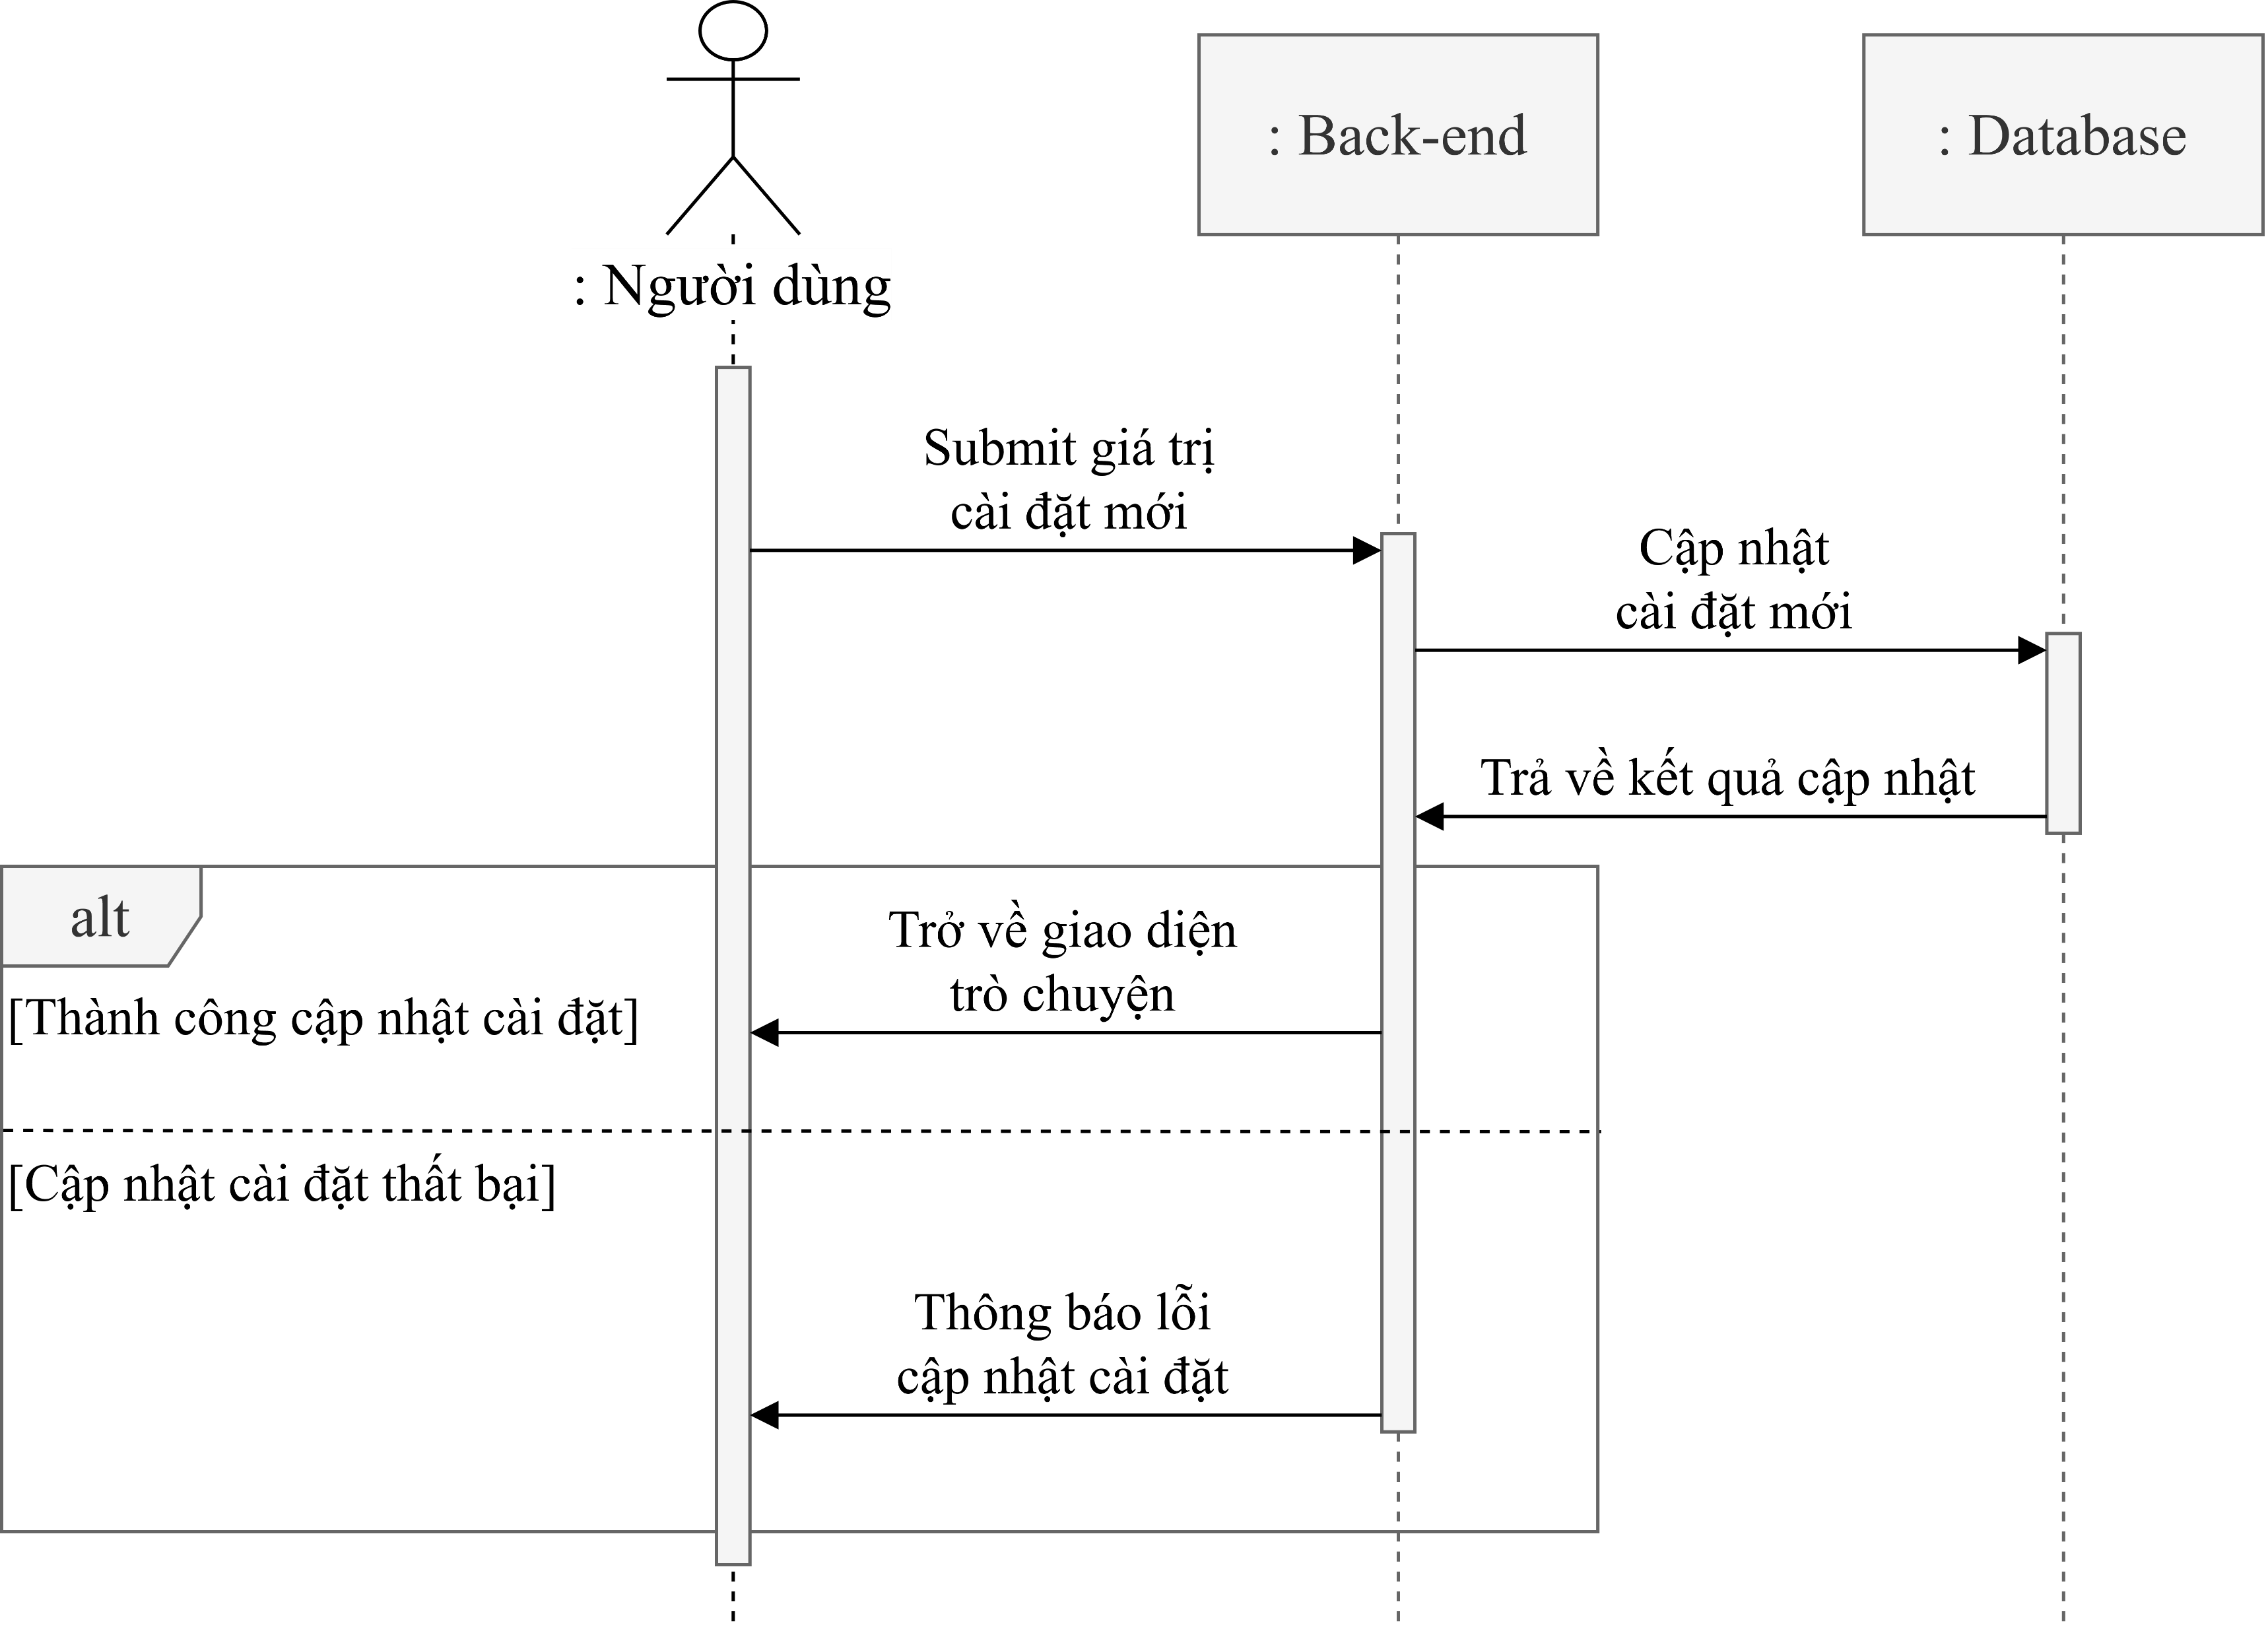 : Back-end
: Database
: Người dùng
Submit giá trị
cài đặt mới
Cập nhật
cài đặt mới
Trả về kết quả cập nhật
alt
Trở về giao diện
trò chuyện
[Thành công cập nhật cài đặt]
[Cập nhật cài đặt thất bại]
Thông báo lỗi
cập nhật cài đặt